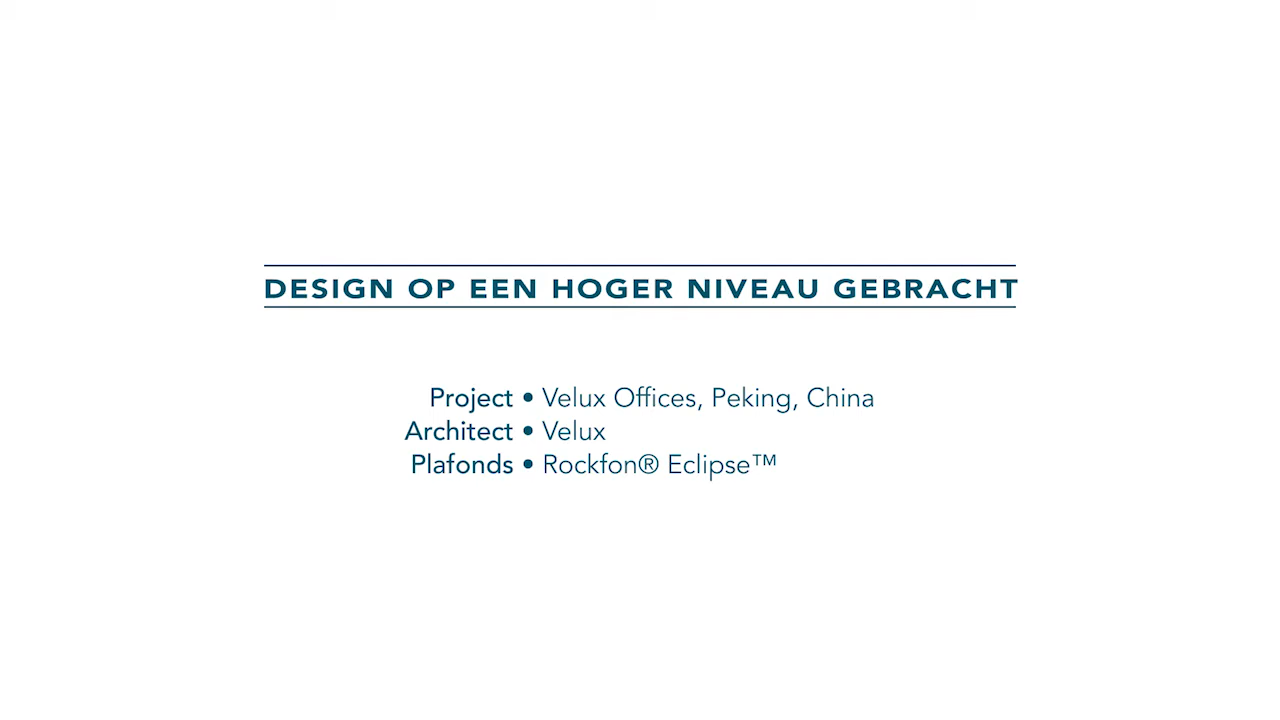 DESIGN OP EEN HOGER NIVEAU GEBRACHT
Project • Velux Offices, Peking, China
Architect • Velux
Plafonds • Rockfon® Eclipse™